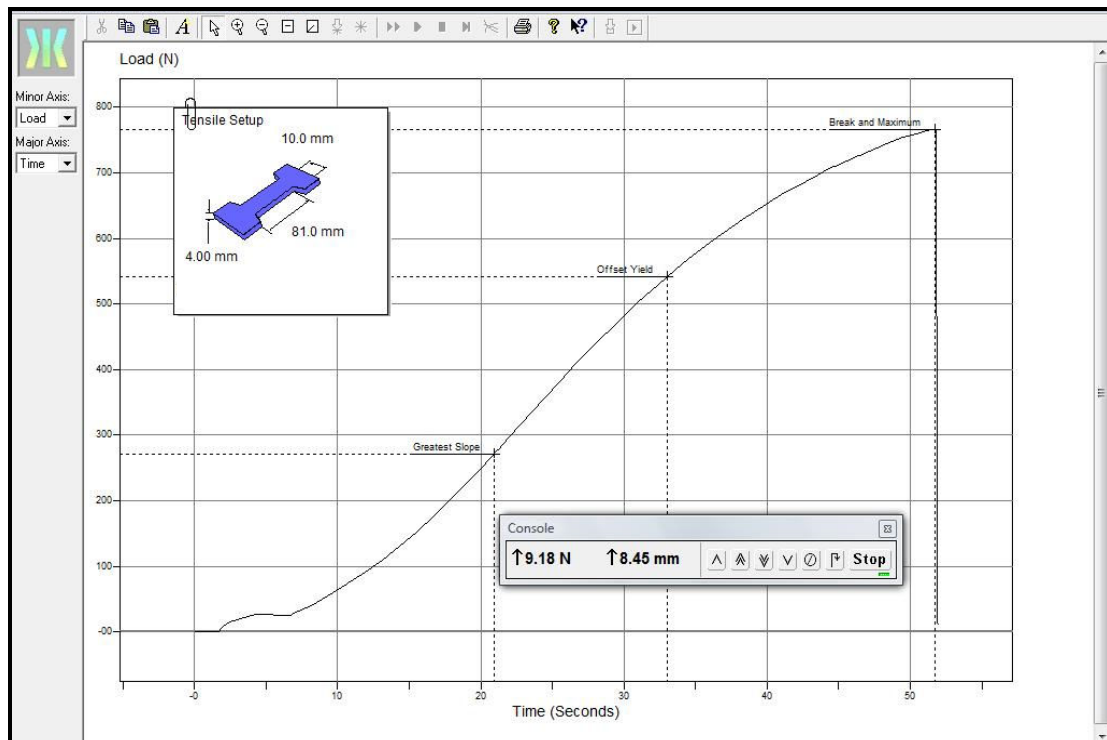 Load (N)
Minor Axis:
Load
Major Axis:
Time
800
700
600
500
400
300
200
100
-00
Tensile Setup
10.0 mm
81.0 mm
4.00 mm
Break and Maximum
Offset Yield
Greatest Slope
Console
↑9.18 N ↑8.45 mm Stop
-0 10 20 30 40 50
Time (Seconds)